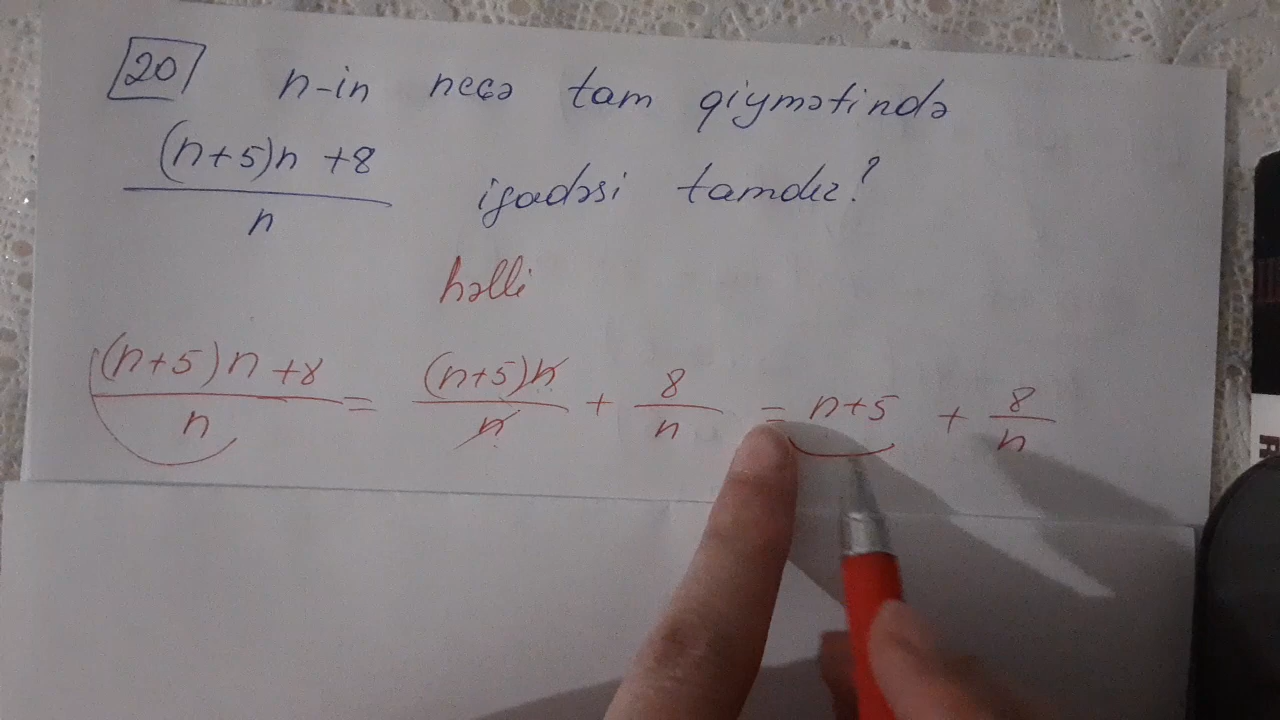 20 n-in neçə tam qiymətində
(n+5)n +8
n
ifadəsi tamdır?
həlli
(n+5)n +8 / n = (n+5)n / n + 8 / n = n+5 + 8 / n